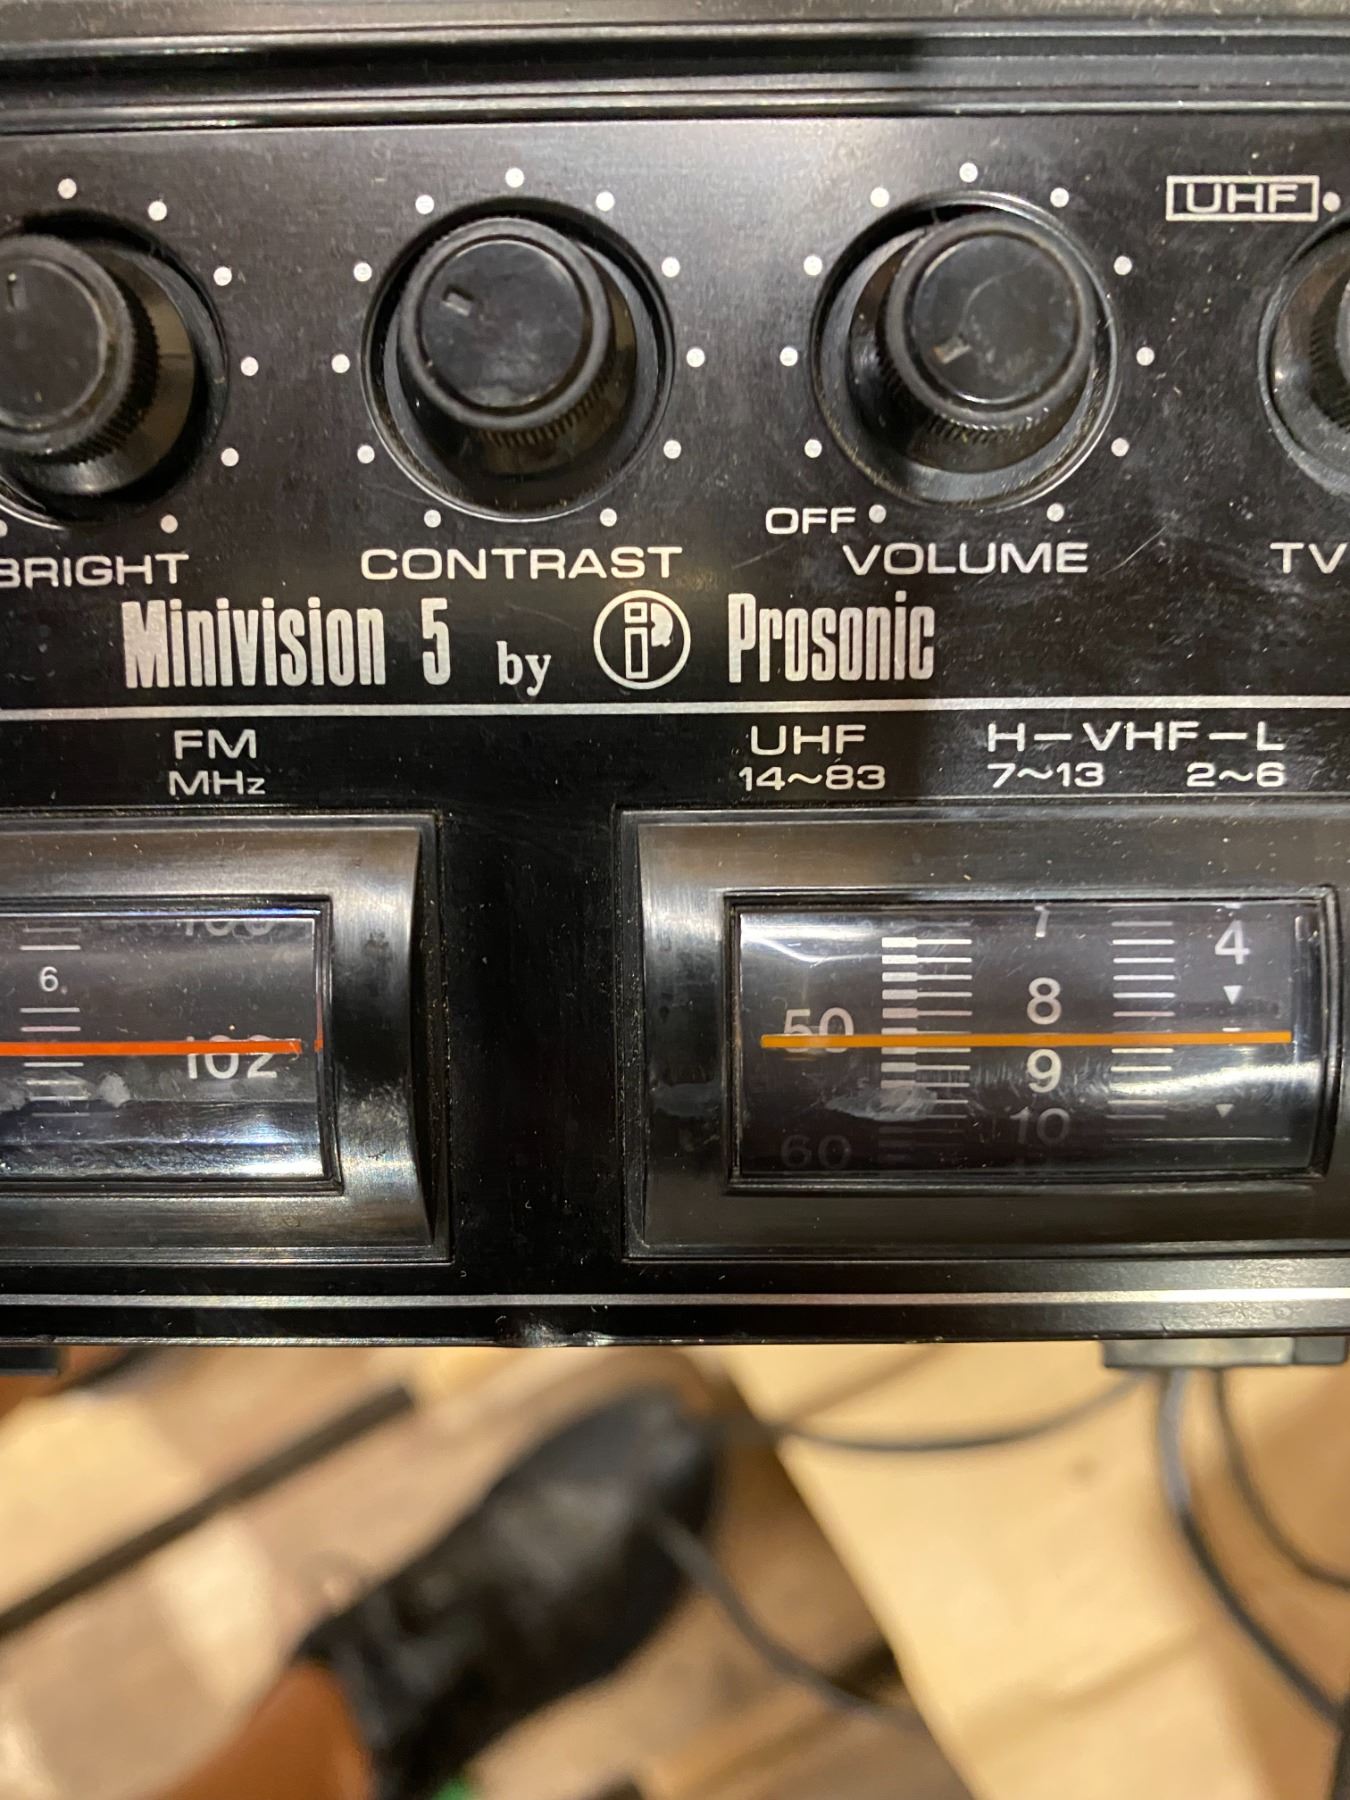 UHF
BRIGHT
CONTRAST
OFF
VOLUME
TV
Minivision 5 by Prosonic
FM
MHz
UHF
14~83
H-VHF-L
7~13 2~6
100
6
102
7
4
8
50
9
10
60